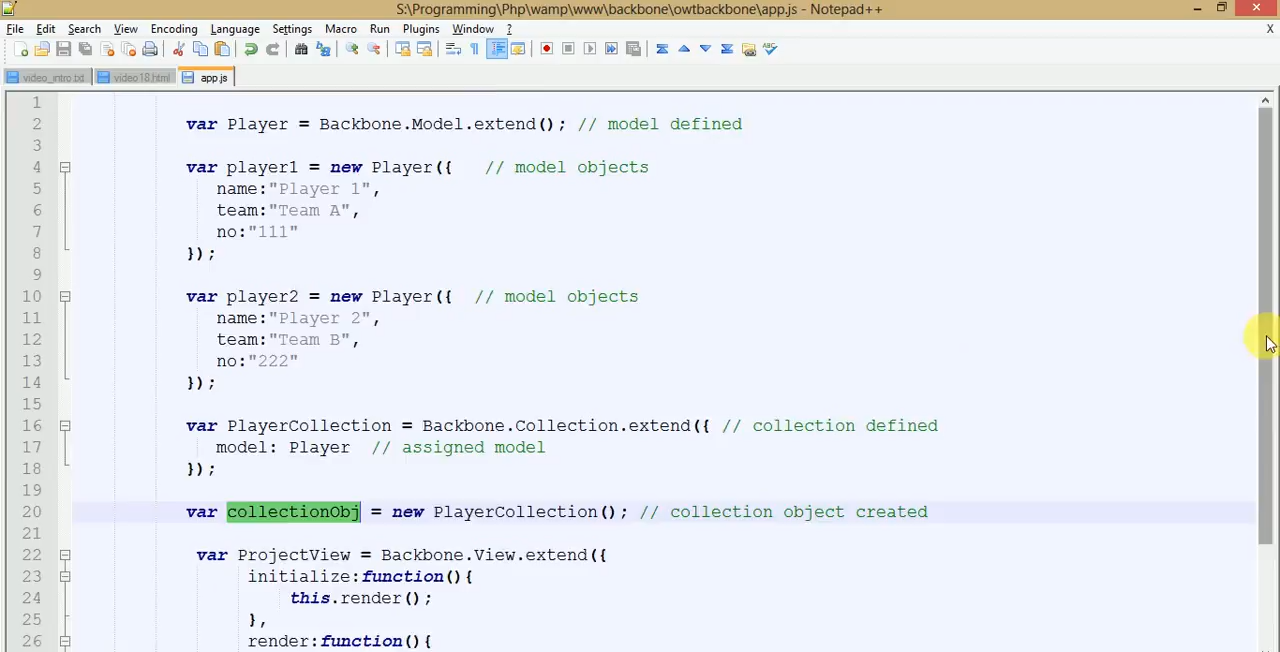 S:\Programming\Php\wamp\www\backbone\owtbackbone\app.js - Notepad++
File Edit Search View Encoding Language Settings Macro Run Plugins Window ? X
video_intro.txt video18.html app.js
1
2 var Player = Backbone.Model.extend(); // model defined
3
4 var player1 = new Player({ // model objects
5 name:"Player 1",
6 team:"Team A",
7 no:"111"
8 });
9
10 var player2 = new Player({ // model objects
11 name:"Player 2",
12 team:"Team B",
13 no:"222"
14 });
15
16 var PlayerCollection = Backbone.Collection.extend({ // collection defined
17 model: Player // assigned model
18 });
19
20 var collectionObj = new PlayerCollection(); // collection object created
21
22 var ProjectView = Backbone.View.extend({
23 initialize:function(){
24 this.render();
25 },
26 render:function(){